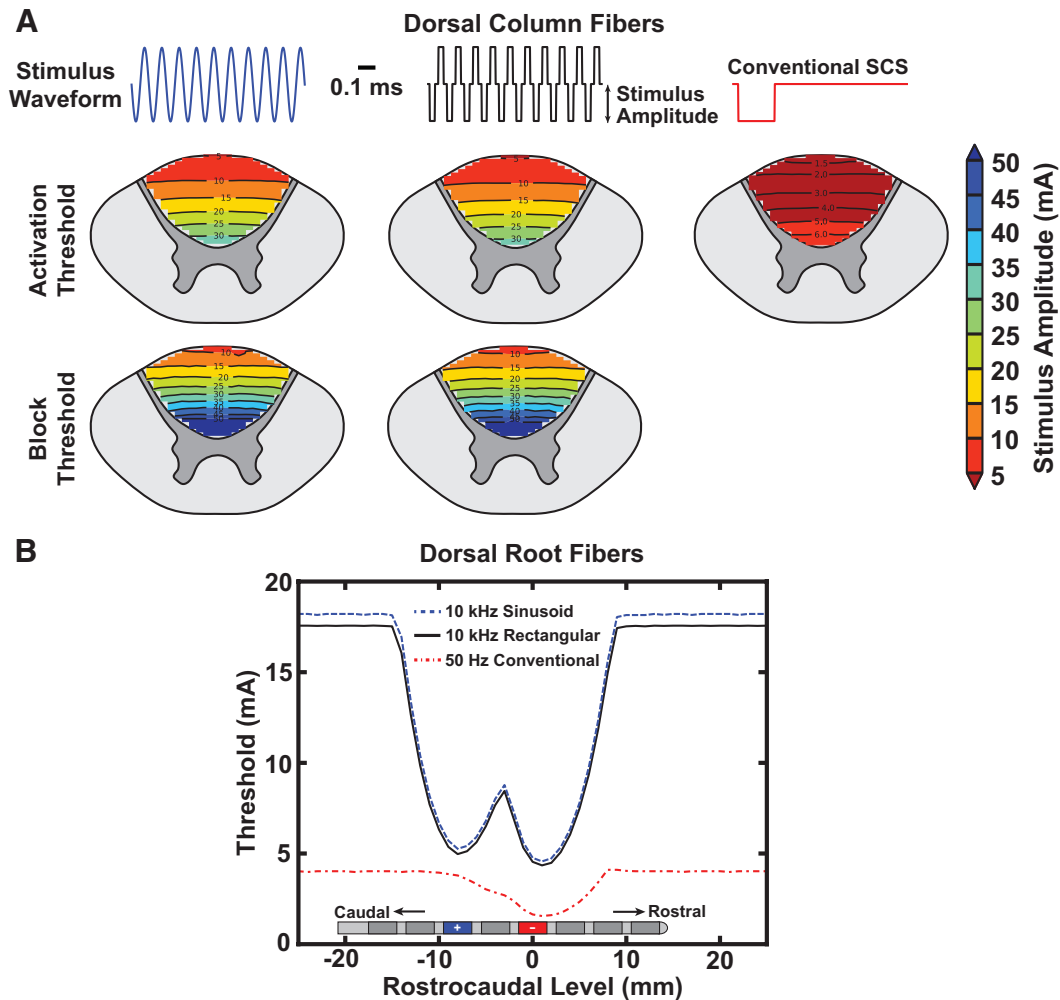 A
Dorsal Column Fibers
Stimulus
Waveform
0.1 ms
Stimulus
Amplitude
Conventional SCS
Activation
Threshold
5
10
15
20
25
30
5
10
15
20
25
30
1.5
2.0
3.0
4.0
5.0
6.0
Block
Threshold
10
15
20
25
30
35
40
10
15
20
25
30
35
40
50
45
40
35
30
25
20
15
10
5
Stimulus Amplitude (mA)
B
Dorsal Root Fibers
Threshold (mA)
20
15
10
5
0
10 kHz Sinusoid
10 kHz Rectangular
50 Hz Conventional
Caudal
+
-
Rostral
-20
-10
0
10
20
Rostrocaudal Level (mm)